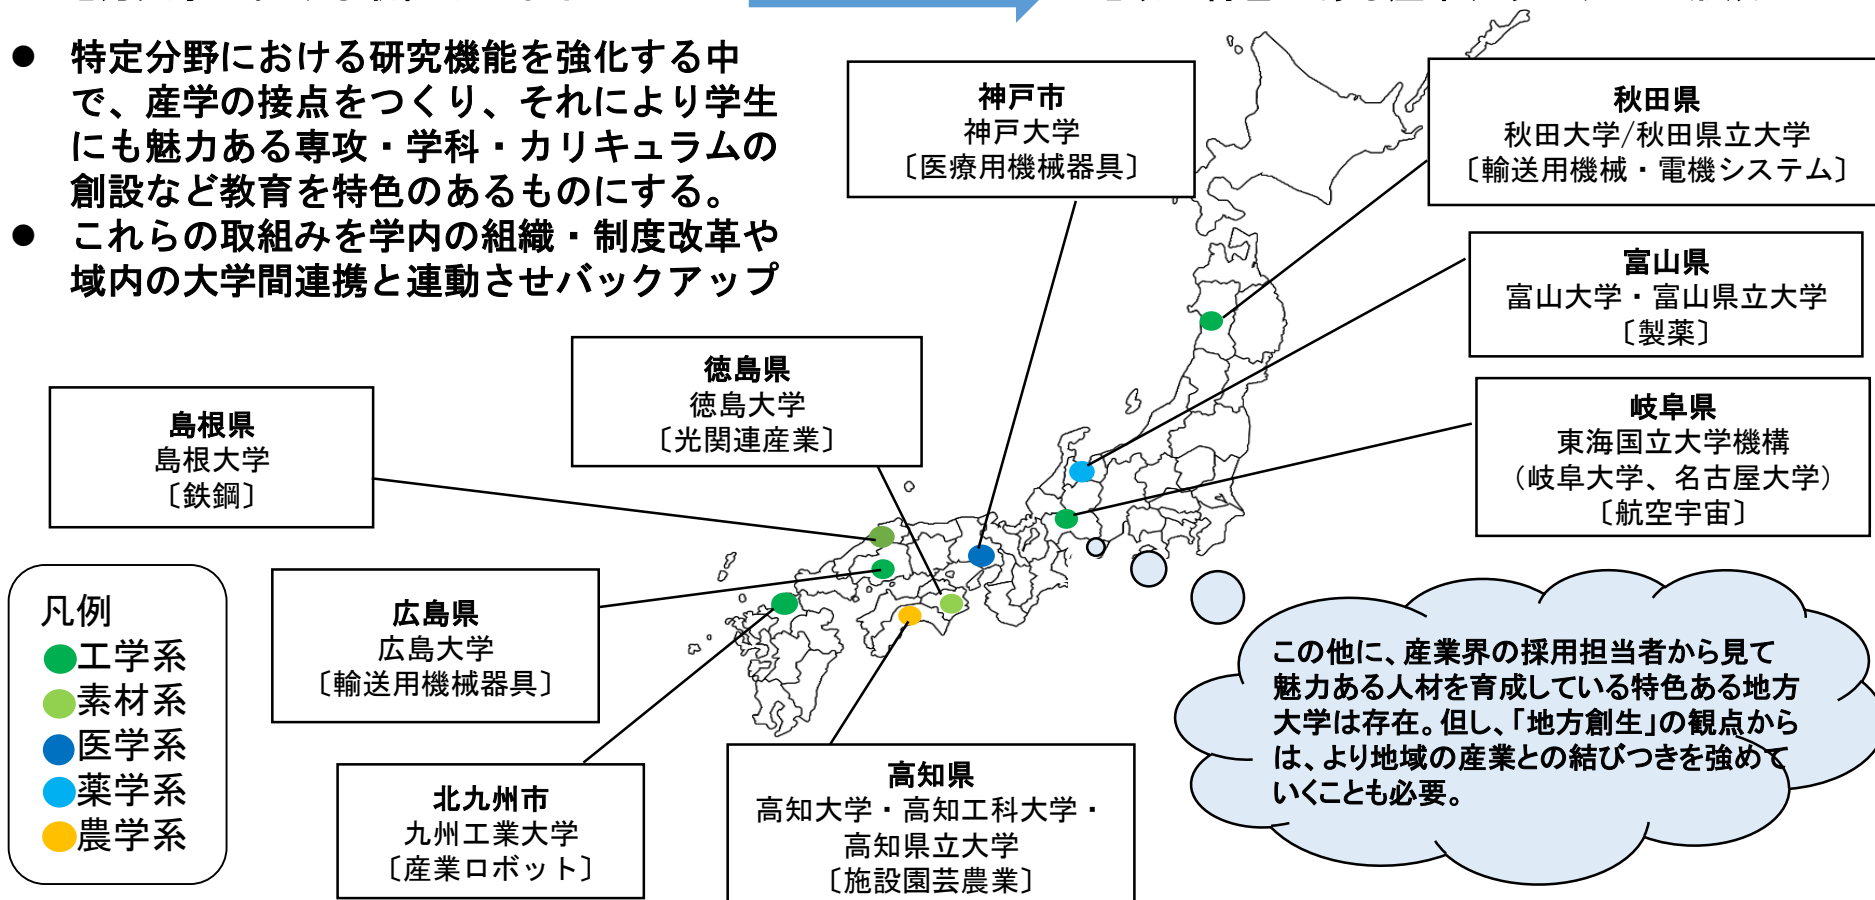 ● 特定分野における研究機能を強化する中
で、産学の接点をつくり、それにより学生
にも魅力ある専攻・学科・カリキュラムの
創設など教育を特色のあるものにする。
● これらの取組みを学内の組織・制度改革や
域内の大学間連携と連動させバックアップ
神戸市
神戸大学
〔医療用機械器具〕
秋田県
秋田大学/秋田県立大学
〔輸送用機械・電機システム〕
富山県
富山大学・富山県立大学
〔製薬〕
徳島県
徳島大学
〔光関連産業〕
岐阜県
東海国立大学機構
（岐阜大学、名古屋大学）
〔航空宇宙〕
島根県
島根大学
〔鉄鋼〕
広島県
広島大学
〔輸送用機械器具〕
北九州市
九州工業大学
〔産業ロボット〕
高知県
高知大学・高知工科大学・
高知県立大学
〔施設園芸農業〕
凡例
工学系
素材系
医学系
薬学系
農学系
この他に、産業界の採用担当者から見て
魅力ある人材を育成している特色ある地方
大学は存在。但し、「地方創生」の観点から
は、より地域の産業との結びつきを強めて
いくことも必要。